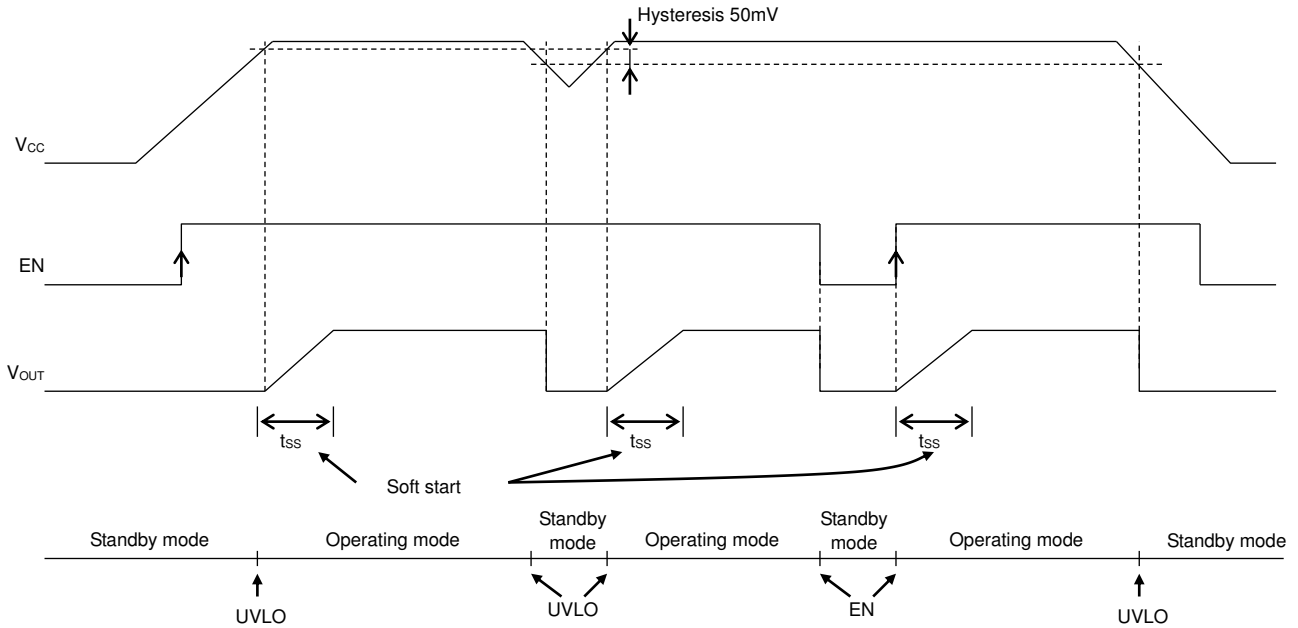 Hysteresis 50mV
VCC
EN
VOUT
tSS
tSS
tSS
Soft start
Standby mode
Operating mode
Standby
mode
Operating mode
Standby
mode
Operating mode
Standby mode
UVLO
UVLO
EN
UVLO